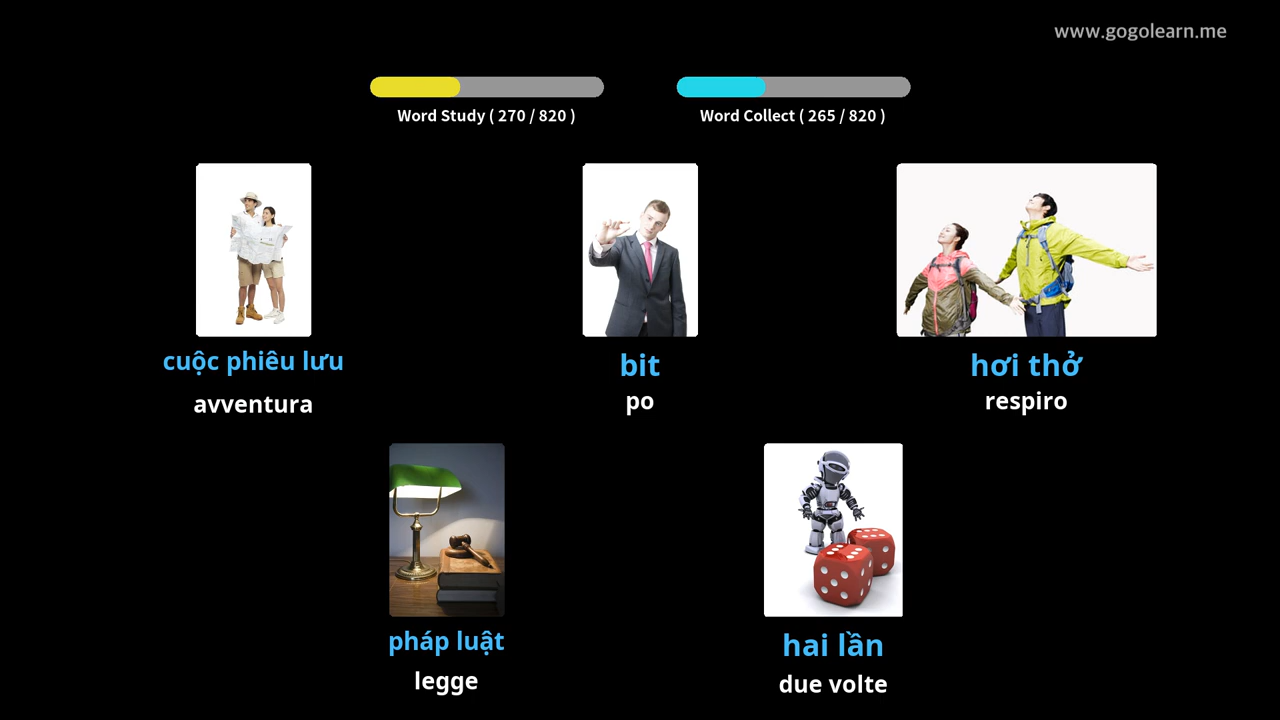 www.gogolearn.me
Word Study ( 270 / 820 )
Word Collect ( 265 / 820 )
cuộc phiêu lưu
avventura
bit
po
hơi thở
respiro
pháp luật
legge
hai lần
due volte